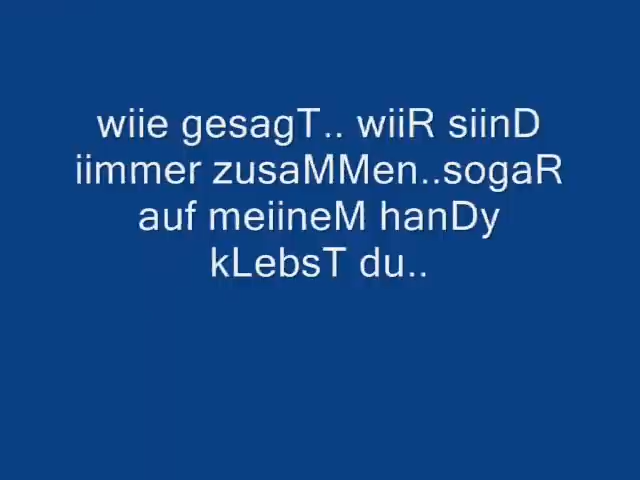 wiie gesagT.. wiiR siinD
iimmer zusaMMen..sogaR
auf meiineM hanDy
kLebsT du..